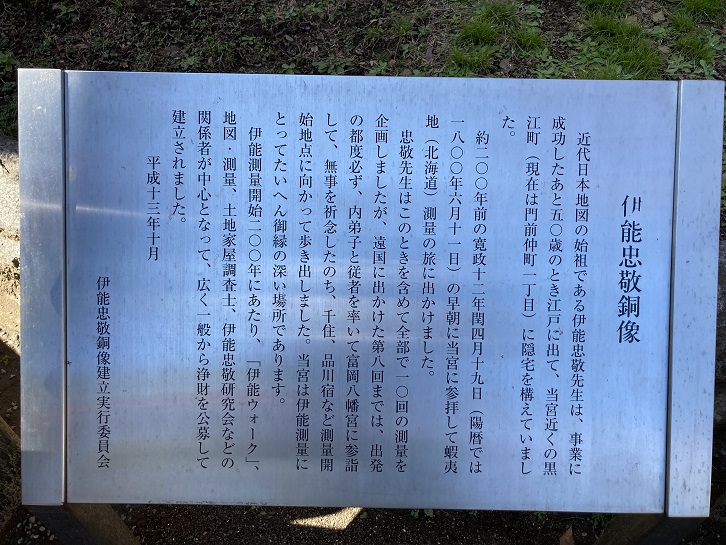 伊能忠敬銅像
近代日本地図の始祖である伊能忠敬先生は、事業に
成功したあと五〇歳のとき江戸に出て、当宮近くの黒
江町（現在は門前仲町一丁目）に隠宅を構えていまし
た。
約二〇〇年前の寛政十二年閏四月十九日（陽暦では
一八〇〇年六月十一日）の早朝に当宮に参拝して蝦夷
地（北海道）測量の旅に出かけました。
忠敬先生はこのときを含めて全部で一〇回の測量を
企画しましたが、遠国に出かけた第八回までは、出発
の都度必ず、内弟子と従者を率いて富岡八幡宮に参詣
して、無事を祈念したのち、千住、品川宿など測量開
始地点に向かって歩き出しました。当宮は伊能測量に
とってたいへん御縁の深い場所であります。
伊能測量開始二〇〇年にあたり、「伊能ウォーク」、
地図・測量、土地家屋調査士、伊能忠敬研究会などの
関係者が中心となって、広く一般から浄財を公募して
建立されました。
平成十三年十月
伊能忠敬銅像建立実行委員会